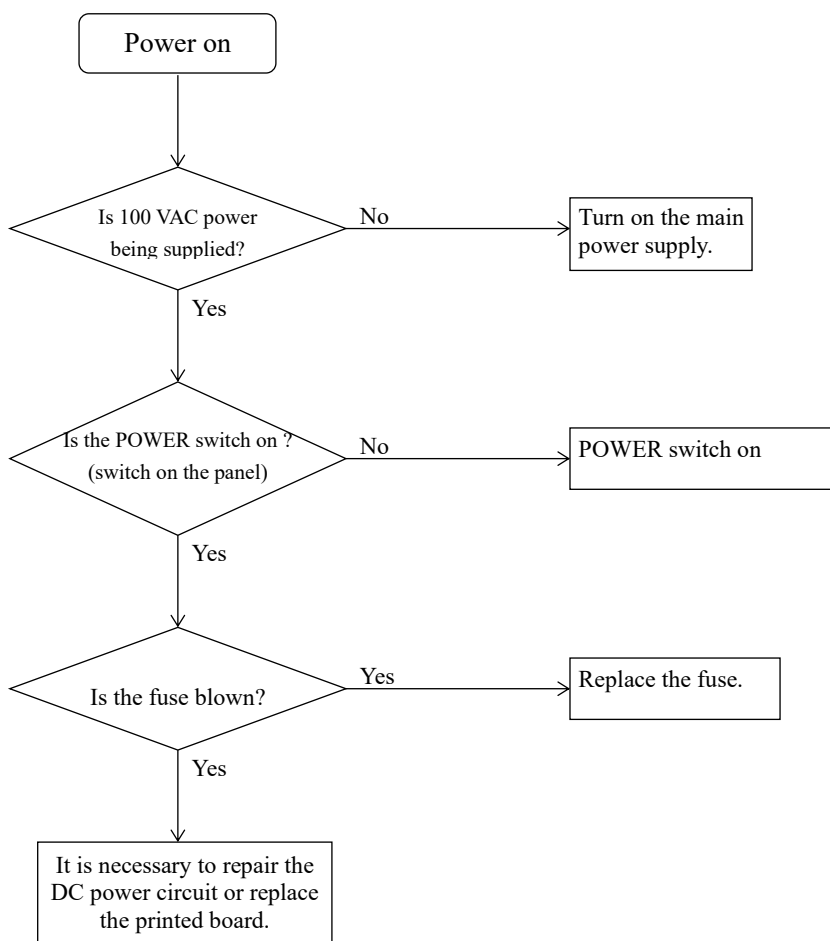 Power on
Is 100 VAC power
being supplied?
No
Turn on the main
power supply.
Yes
Is the POWER switch on ?
(switch on the panel)
No
POWER switch on
Yes
Is the fuse blown?
Yes
Replace the fuse.
Yes
It is necessary to repair the
DC power circuit or replace
the printed board.